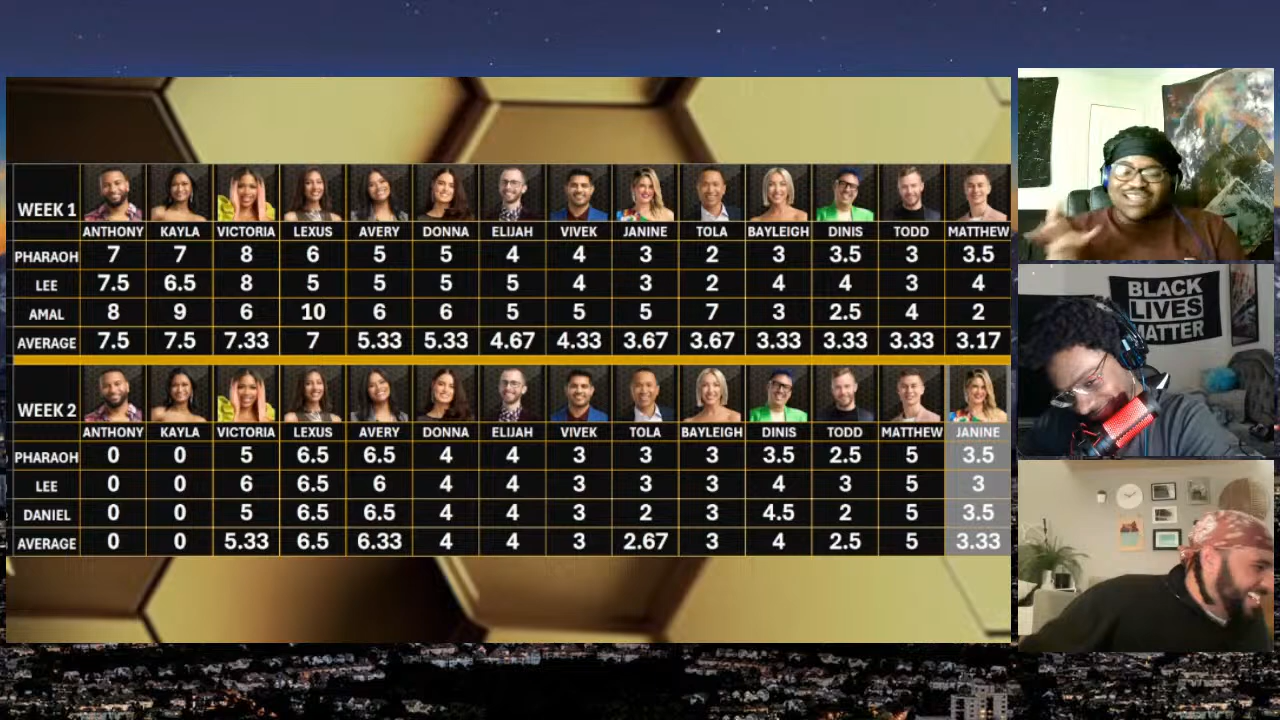 WEEK 1
ANTHONY KAYLA VICTORIA LEXUS AVERY DONNA ELIJAH VIVEK JANINE TOLA BAYLEIGH DINIS TODD MATTHEW
PHARAOH 7 7 8 6 5 5 4 4 3 2 3 3.5 3 3.5
LEE 7.5 6.5 8 5 5 5 5 4 3 2 4 4 3 4
AMAL 8 9 6 10 6 6 5 5 5 7 3 2.5 4 2
AVERAGE 7.5 7.5 7.33 7 5.33 5.33 4.67 4.33 3.67 3.67 3.33 3.33 3.33 3.17
WEEK 2
ANTHONY KAYLA VICTORIA LEXUS AVERY DONNA ELIJAH VIVEK TOLA BAYLEIGH DINIS TODD MATTHEW JANINE
PHARAOH 0 0 5 6.5 6.5 4 4 3 3 3 3.5 2.5 5 3.5
LEE 0 0 6 6.5 6 4 4 3 3 3 4 3 5 3
DANIEL 0 0 5 6.5 6.5 4 4 3 2 3 4.5 2 5 3.5
AVERAGE 0 0 5.33 6.5 6.33 4 4 3 2.67 3 4 2.5 5 3.33
BLACK
LIVES
MATTER